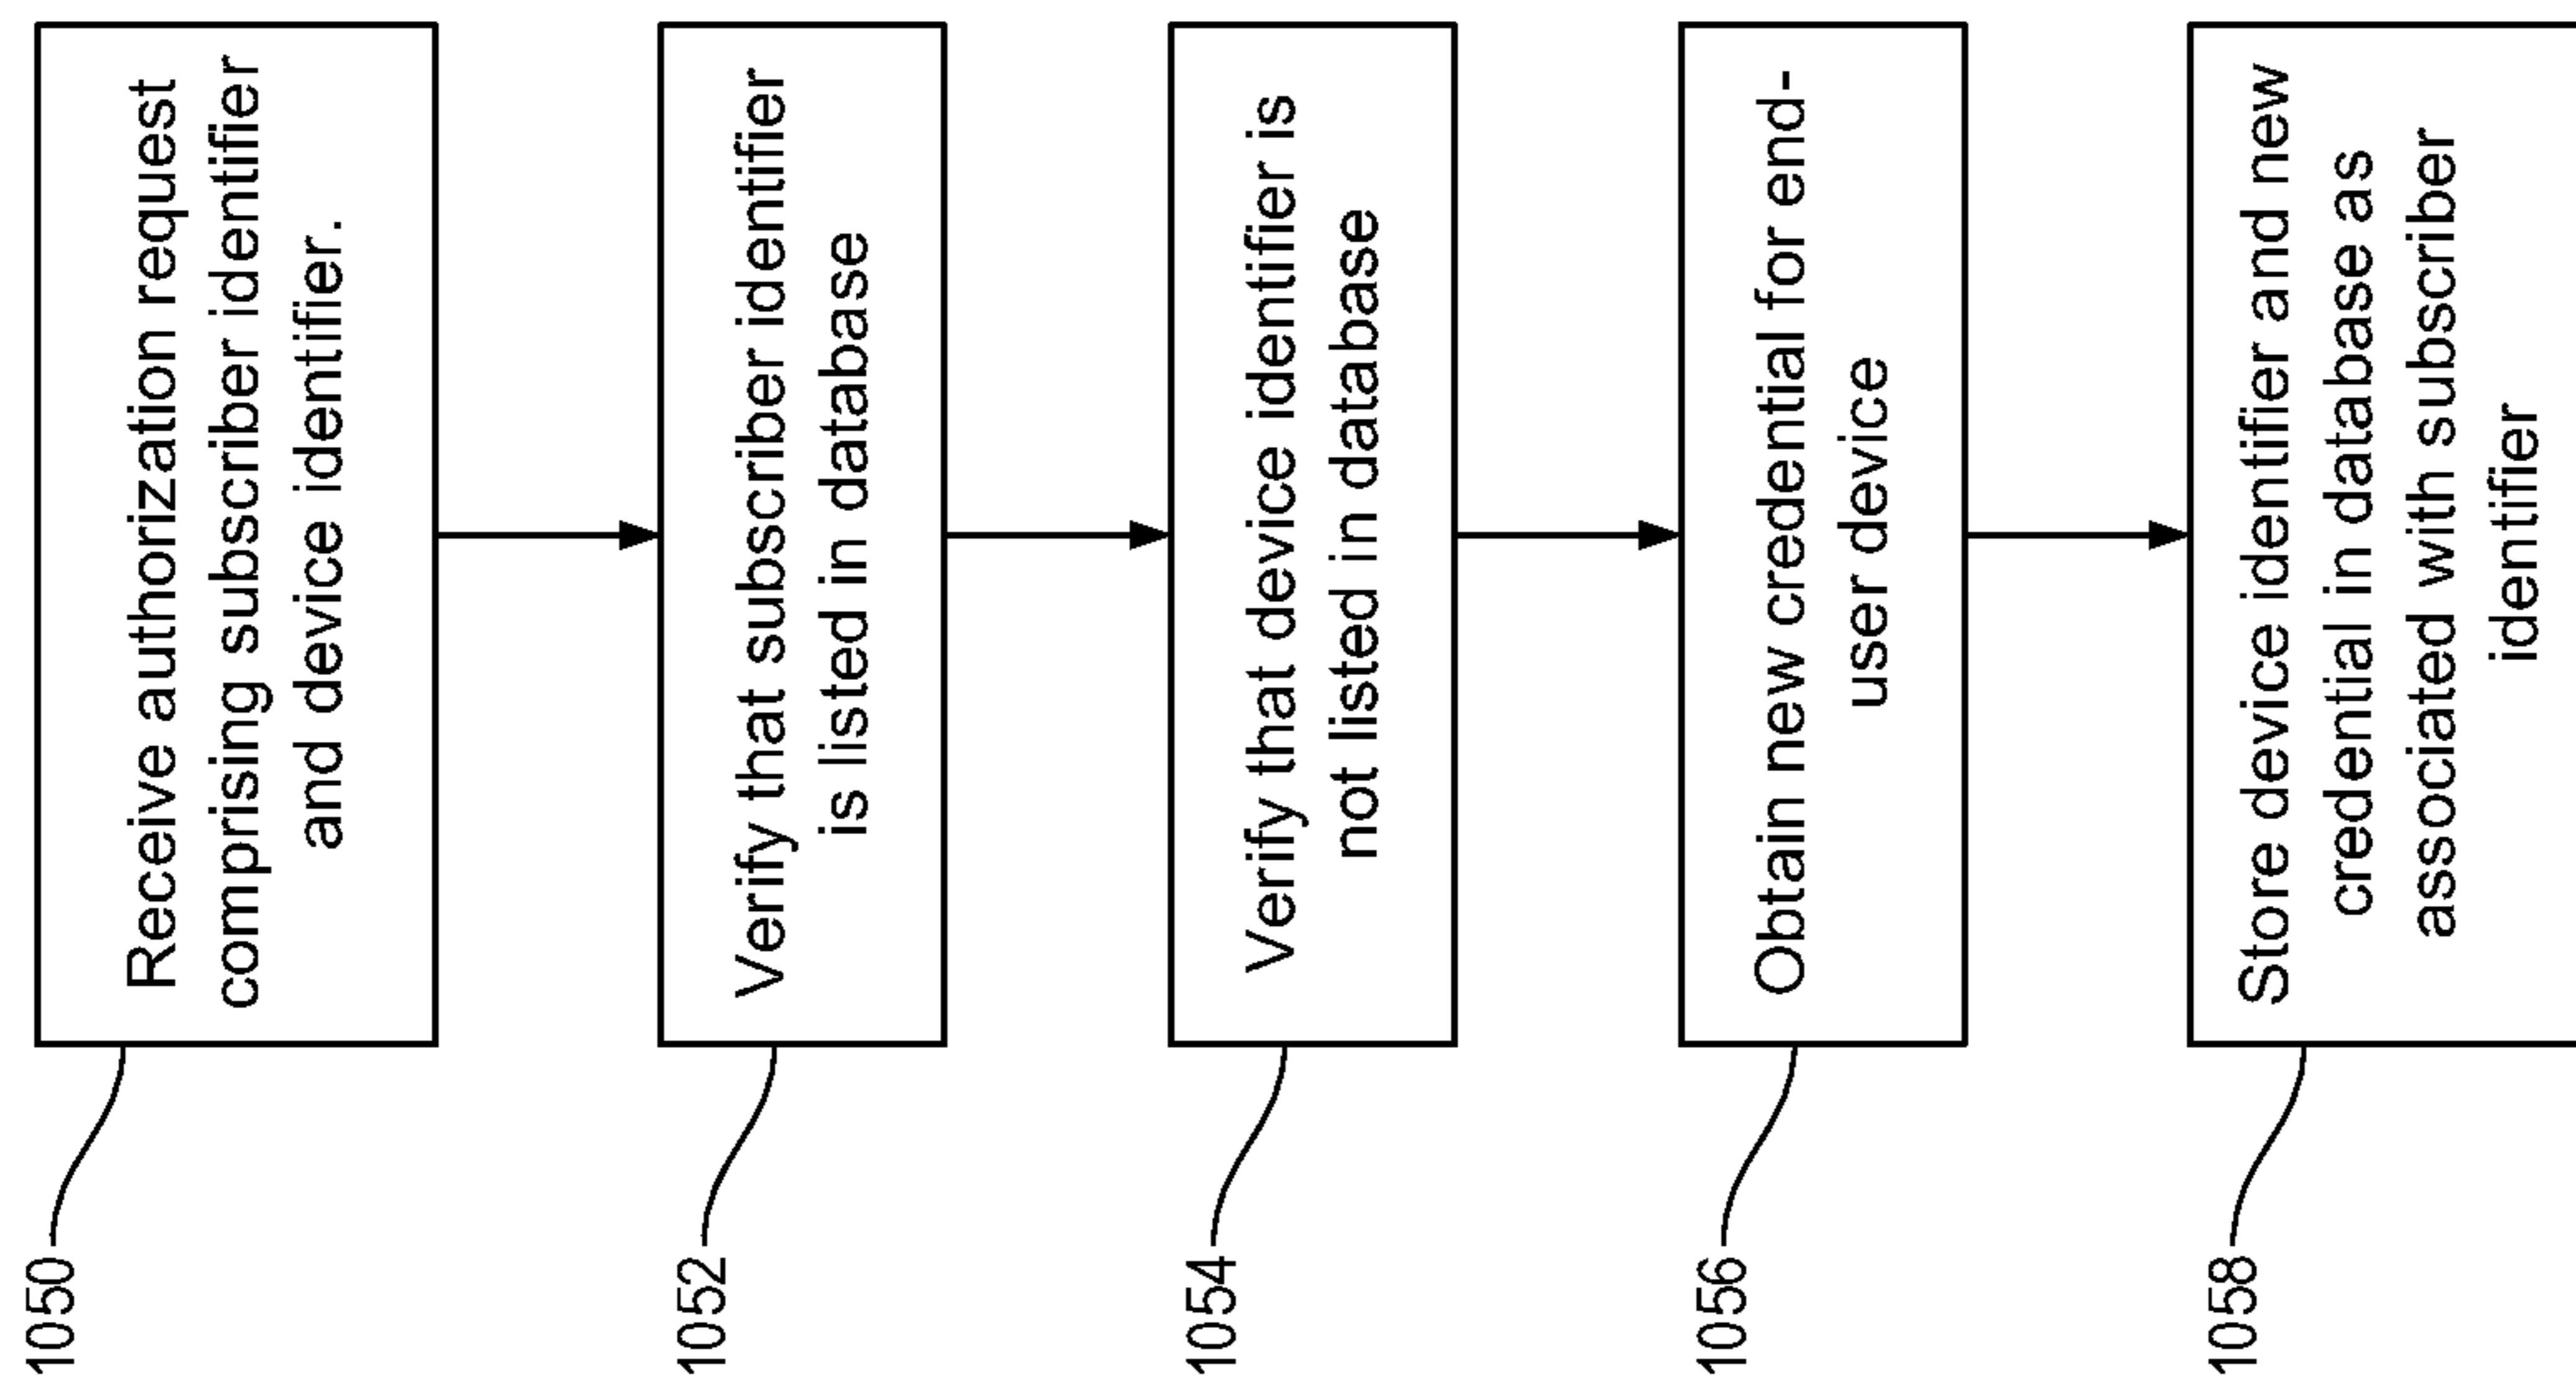 1050
Receive authorization request
comprising subscriber identifier
and device identifier.
1052
Verify that subscriber identifier
is listed in database
1054
Verify that device identifier is
not listed in database
1056
Obtain new credential for end-
user device
1058
Store device identifier and new
credential in database as
associated with subscriber
identifier